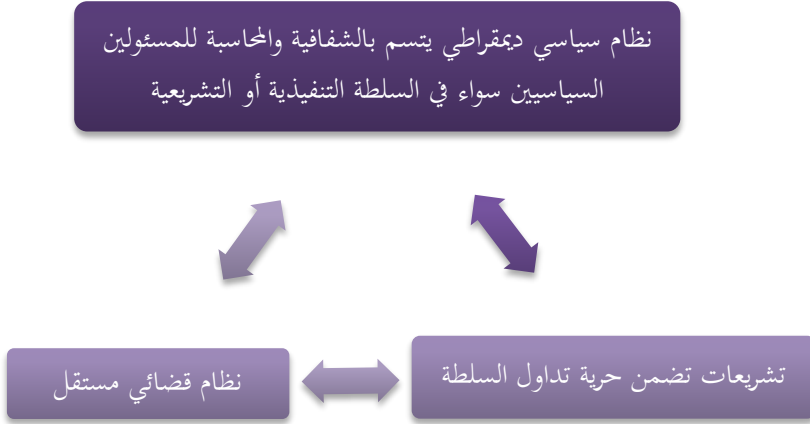 نظام سياسي ديمقراطي يتسم بالشفافية والمحاسبة للمسئولين
السياسيين سواء في السلطة التنفيذية أو التشريعية
تشريعات تضمن حرية تداول السلطة
نظام قضائي مستقل